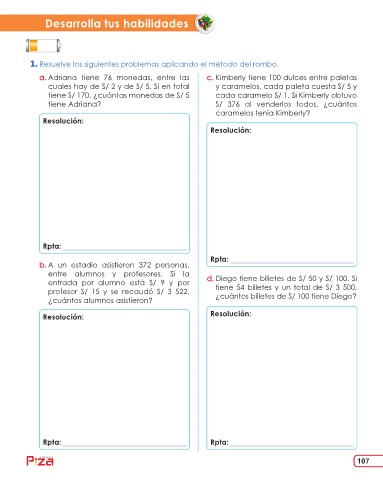 Desarrolla tus habilidades
1. Resuelve los siguientes problemas aplicando el método del rombo.
a. Adriana tiene 76 monedas, entre las
cuales hay de S/ 2 y de S/ 5. Si en total
tiene S/ 170, ¿cuántas monedas de S/ 5
tiene Adriana?
Resolución:
Rpta:
b. A un estadio asistieron 372 personas,
entre alumnos y profesores. Si la
entrada por alumno está S/ 9 y por
profesor S/ 15 y se recaudó S/ 3 522,
¿cuántos alumnos asistieron?
Resolución:
Rpta:
c. Kimberly tiene 100 dulces entre paletas
y caramelos, cada paleta cuesta S/ 5 y
cada caramelo S/ 1. Si Kimberly obtuvo
S/ 376 al venderlos todos, ¿cuántos
caramelos tenía Kimberly?
Resolución:
Rpta:
d. Diego tiene billetes de S/ 50 y S/ 100. Si
tiene 54 billetes y un total de S/ 3 500,
¿cuántos billetes de S/ 100 tiene Diego?
Resolución:
Rpta:
Piza
107